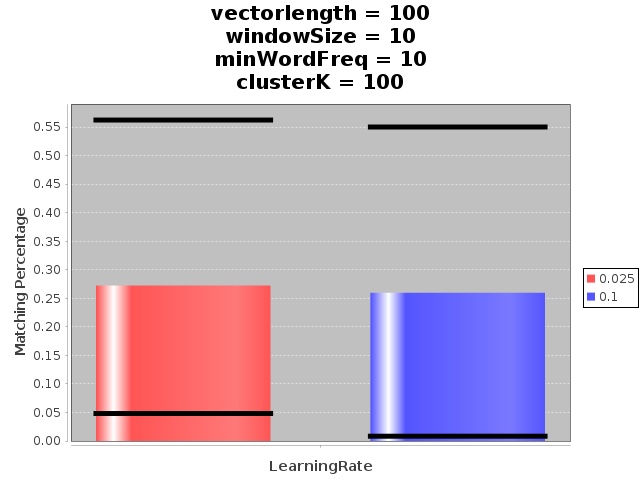 vectorlength = 100
windowSize = 10
minWordFreq = 10
clusterK = 100
Matching Percentage
0.55
0.50
0.45
0.40
0.35
0.30
0.25
0.20
0.15
0.10
0.05
0.00
LearningRate
0.025
0.1